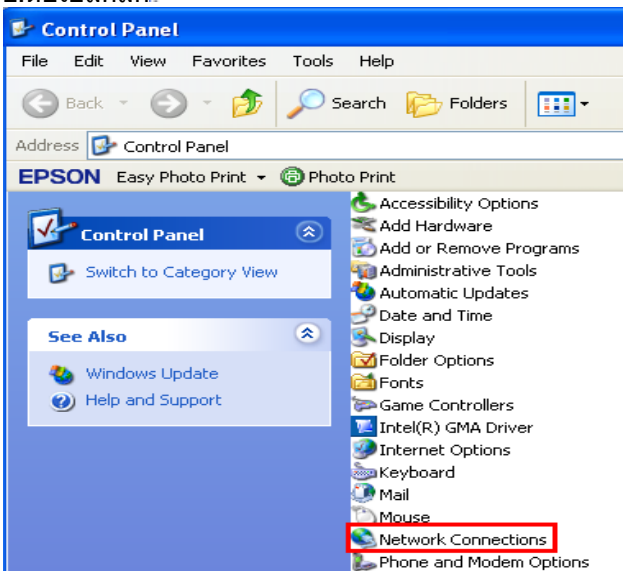 Control Panel
File Edit View Favorites Tools Help
Back Search Folders
Address Control Panel
EPSON Easy Photo Print Photo Print
Control Panel
Switch to Category View
See Also
Windows Update
Help and Support
Accessibility Options
Add Hardware
Add or Remove Programs
Administrative Tools
Automatic Updates
Date and Time
Display
Folder Options
Fonts
Game Controllers
Intel(R) GMA Driver
Internet Options
Keyboard
Mail
Mouse
Network Connections
Phone and Modem Options